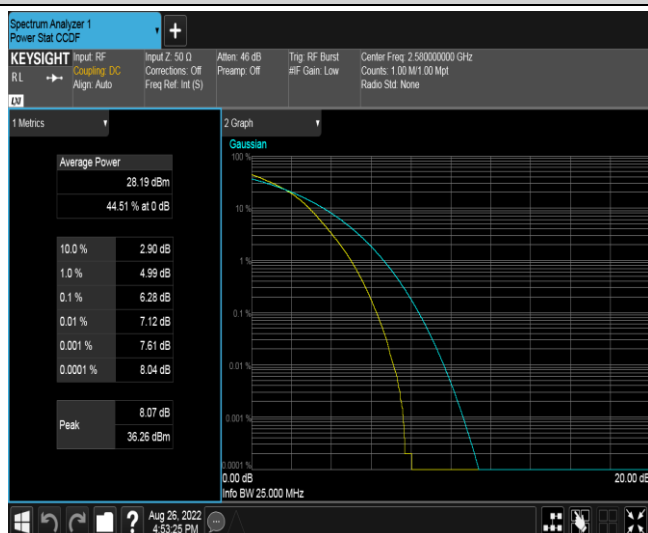 Spectrum Analyzer 1
Power Stat CCDF
+
KEYSIGHT Input: RF Input Z: 50 Ω Atten: 46 dB Trig: RF Burst Center Freq: 2.580000000 GHz
RL Coupling: DC Corrections: Off Preamp: Off #IF Gain: Low Counts: 1.00 M/1.00 Mpt
Align: Auto Freq Ref: Int (S) Radio Std: None
LXI
1 Metrics
2 Graph
Average Power
28.19 dBm
44.51 % at 0 dB
10.0 % 2.90 dB
1.0 % 4.99 dB
0.1 % 6.28 dB
0.01 % 7.12 dB
0.001 % 7.61 dB
0.0001 % 8.04 dB
Peak 8.07 dB
36.26 dBm
Gaussian
100 %
10 %
1 %
0.1 %
0.01 %
0.001 %
0.0001 %
0.00 dB 20.00 dB
Info BW 25.000 MHz
? Aug 26, 2022
4:53:25 PM